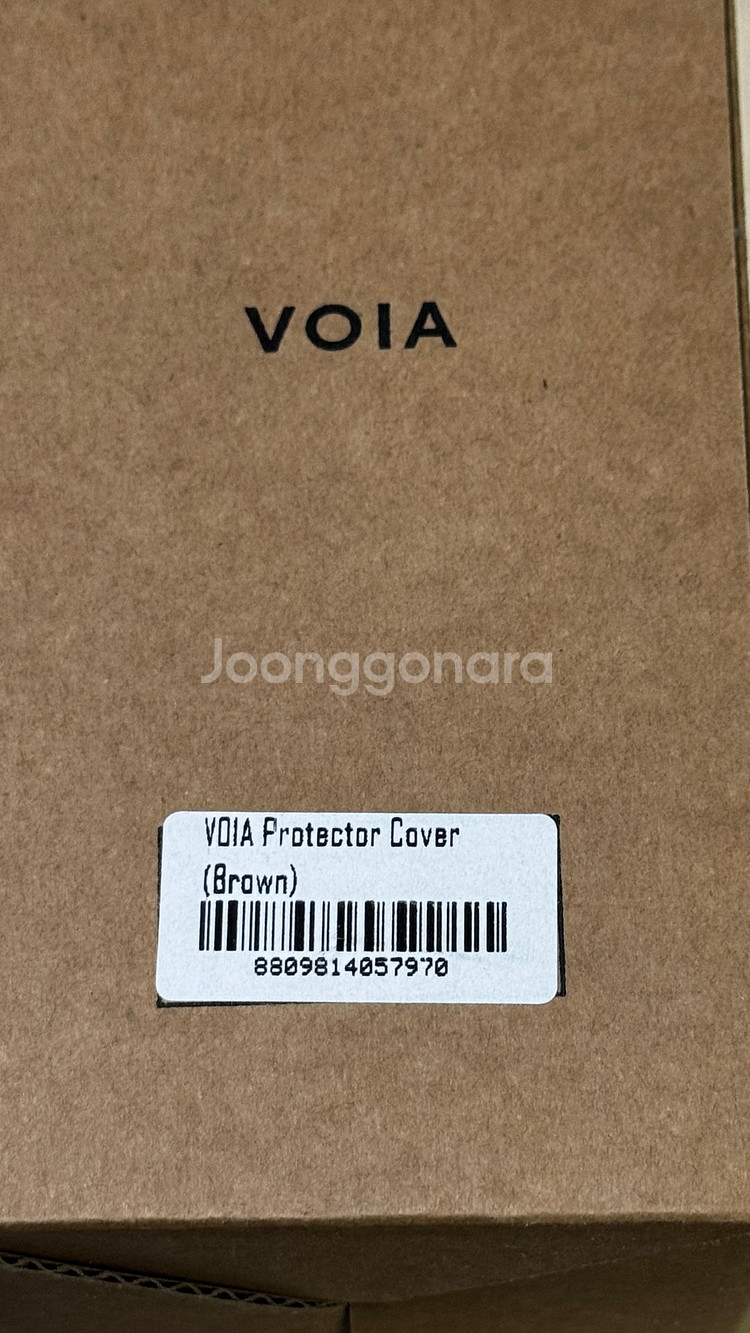 VOIA
Joonggonara
VOIA Protector Cover
(Brown)
8809814057970